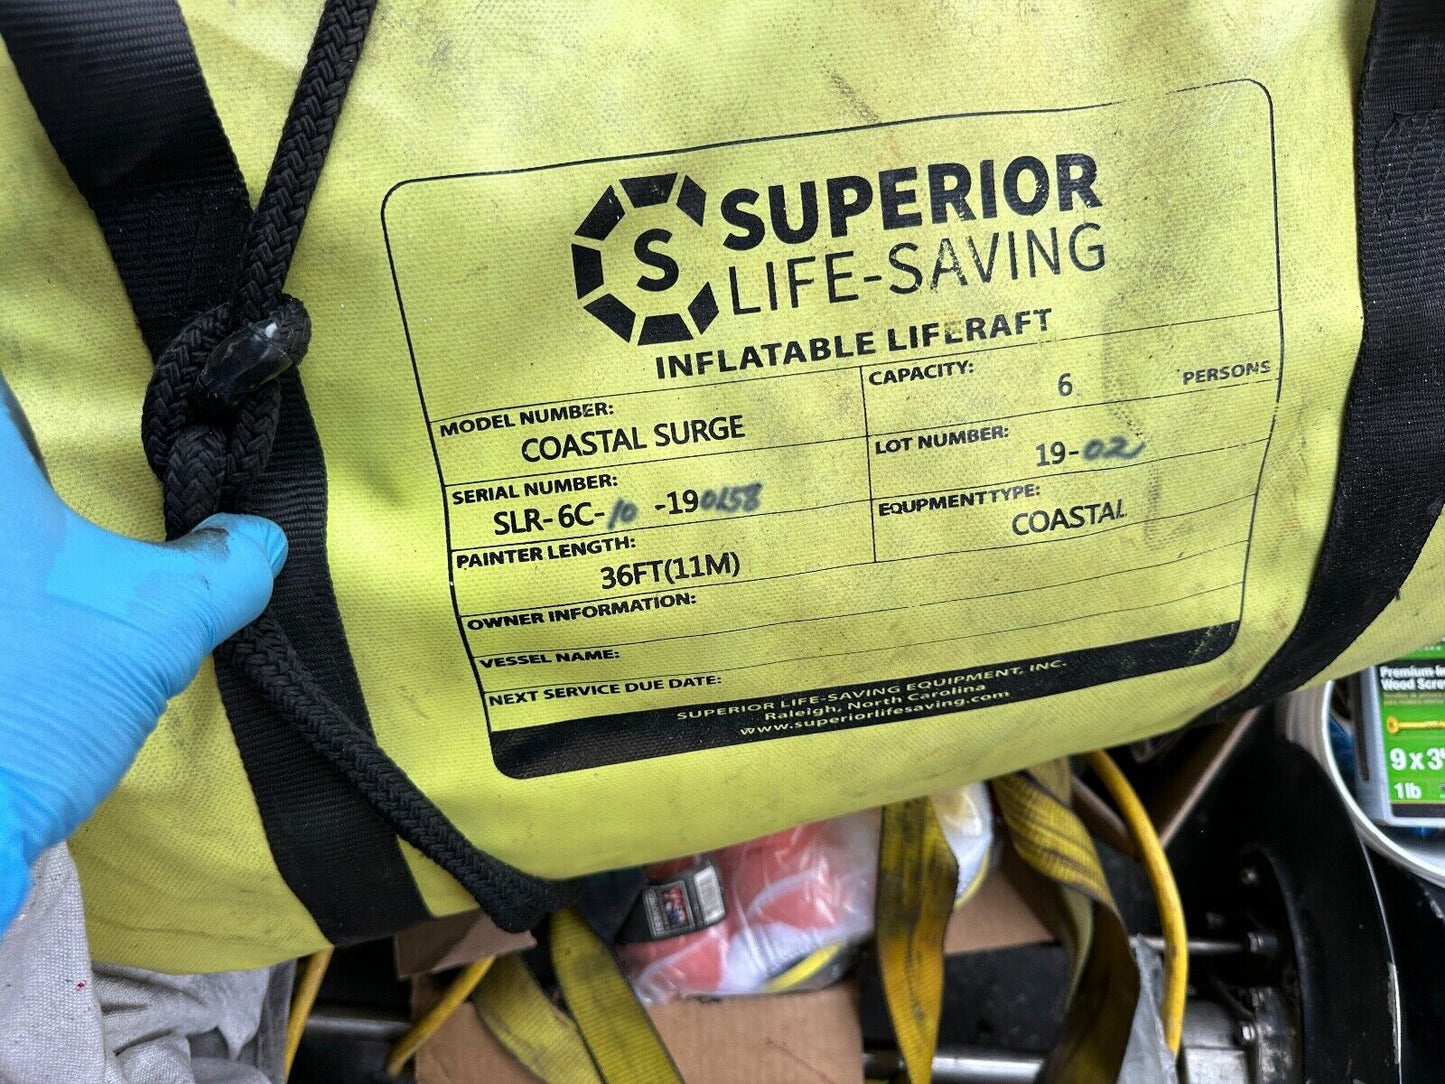 S
SUPERIOR
LIFE-SAVING
INFLATABLE LIFERAFT
MODEL NUMBER:
COASTAL SURGE
CAPACITY:
6 PERSONS
SERIAL NUMBER:
SLR-6C-10 -190158
LOT NUMBER:
19-02
PAINTER LENGTH:
36FT(11M)
EQUPMENT TYPE:
COASTAL
OWNER INFORMATION:
VESSEL NAME:
NEXT SERVICE DUE DATE:
SUPERIOR LIFE-SAVING EQUIPMENT, INC.
Raleigh, North Carolina
www.superiorlifesaving.com
Wood Screw
9 x 3
1lb